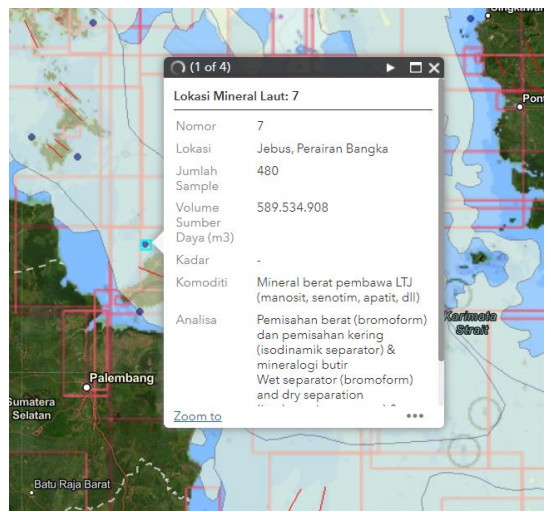 Singkawan
(1 of 4)
Lokasi Mineral Laut: 7
Pont
Nomor 7
Lokasi Jebus, Perairan Bangka
Jumlah Sample 480
Volume Sumber Daya (m3) 589.534.908
Kadar -
Komoditi Mineral berat pembawa LTJ
(manosit, senotim, apatit, dll)
Analisa Pemisahan berat (bromoform)
dan pemisahan kering
(isodinamik separator) &
mineralogi butir
Wet separator (bromoform)
and dry separation
Zoom to
Karimata
Strait
Palembang
Sumatera
Selatan
Batu Raja Barat